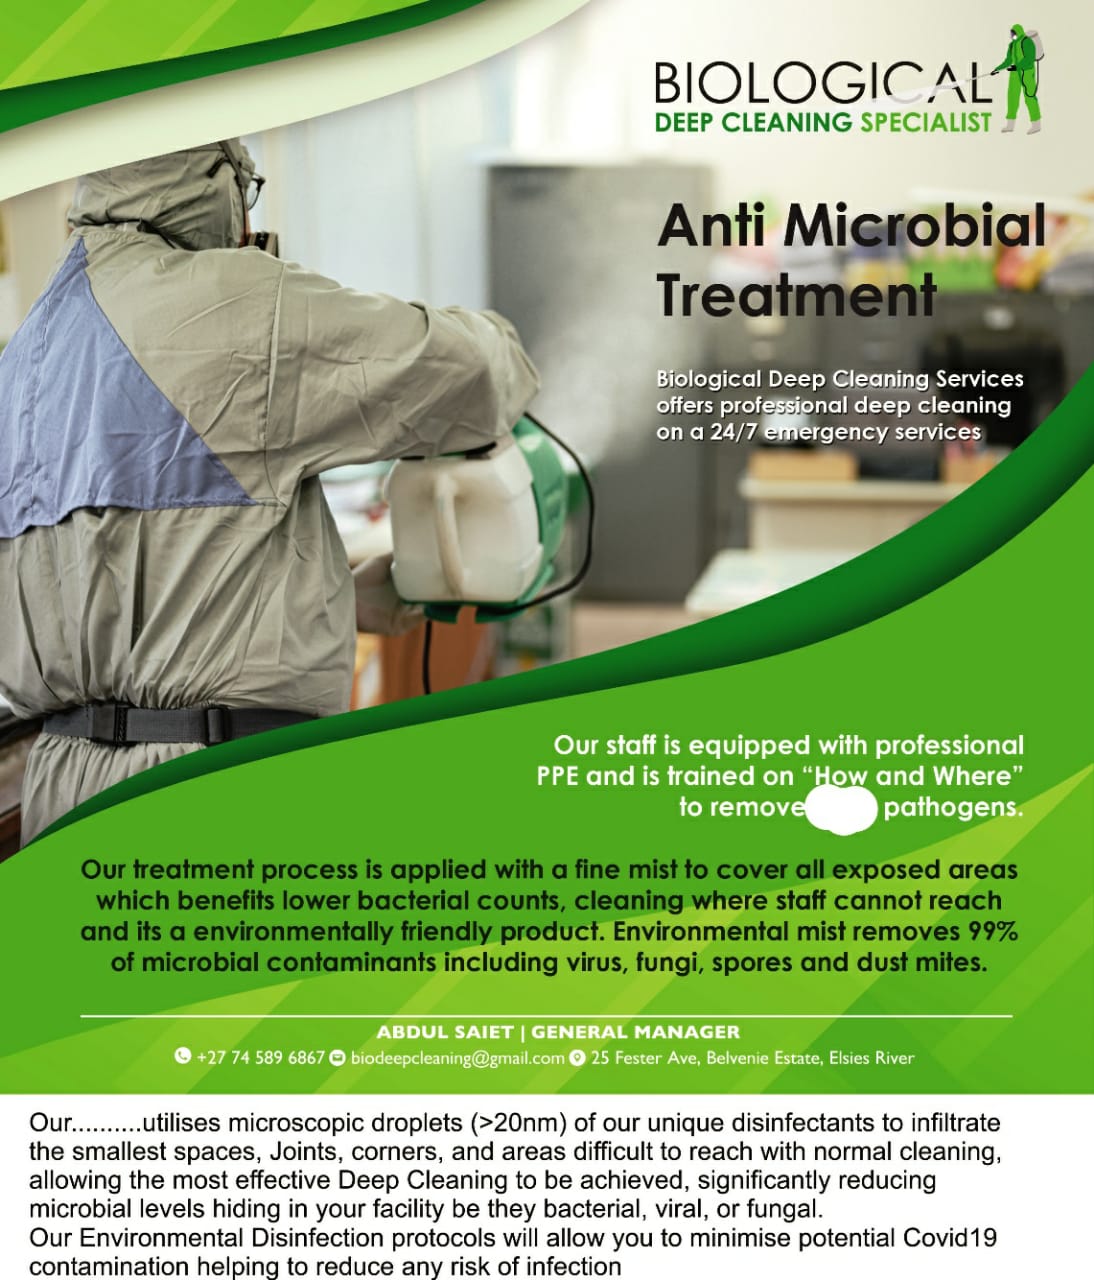 BIOLOGICAL
DEEP CLEANING SPECIALIST
Anti Microbial
Treatment
Biological Deep Cleaning Services
offers professional deep cleaning
on a 24/7 emergency services
Our staff is equipped with professional
PPE and is trained on “How and Where”
to remove pathogens.
Our treatment process is applied with a fine mist to cover all exposed areas
which benefits lower bacterial counts, cleaning where staff cannot reach
and its a environmentally friendly product. Environmental mist removes 99%
of microbial contaminants including virus, fungi, spores and dust mites.
ABDUL SAIET | GENERAL MANAGER
+27 74 589 6867 biodeepcleaning@gmail.com 25 Fester Ave, Belvenie Estate, Elsies River
Our..........utilises microscopic droplets (>20nm) of our unique disinfectants to infiltrate
the smallest spaces, Joints, corners, and areas difficult to reach with normal cleaning,
allowing the most effective Deep Cleaning to be achieved, significantly reducing
microbial levels hiding in your facility be they bacterial, viral, or fungal.
Our Environmental Disinfection protocols will allow you to minimise potential Covid19
contamination helping to reduce any risk of infection